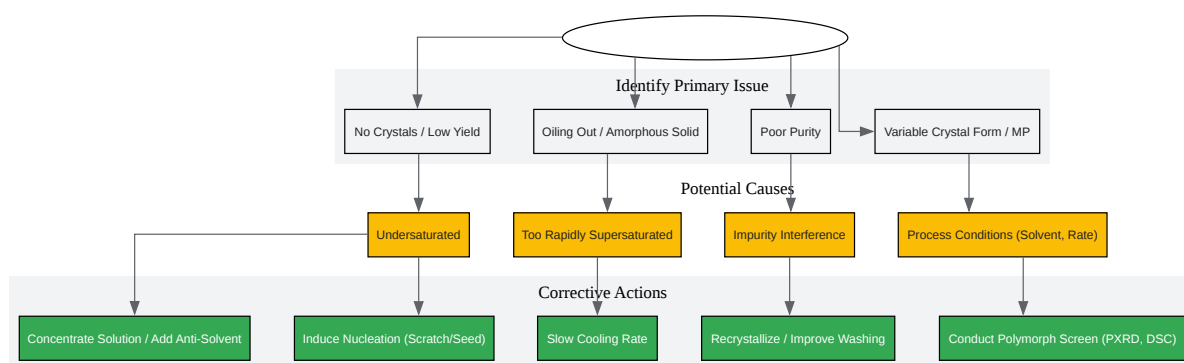 Identify Primary Issue
No Crystals / Low Yield
Oiling Out / Amorphous Solid
Poor Purity
Variable Crystal Form / MP
Potential Causes
Undersaturated
Too Rapidly Supersaturated
Impurity Interference
Process Conditions (Solvent, Rate)
Corrective Actions
Concentrate Solution / Add Anti-Solvent
Induce Nucleation (Scratch/Seed)
Slow Cooling Rate
Recrystallize / Improve Washing
Conduct Polymorph Screen (PXRD, DSC)